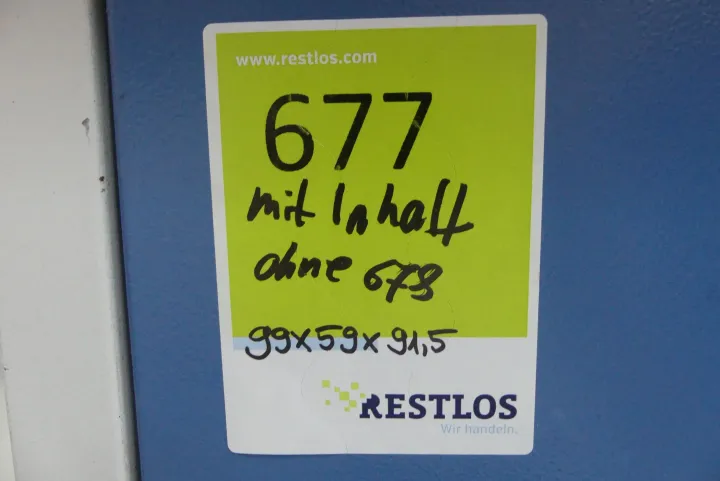 www.restlos.com
677
mit Inhalt
ohne 678
99x59x91,5
RESTLOS
Wir handeln.